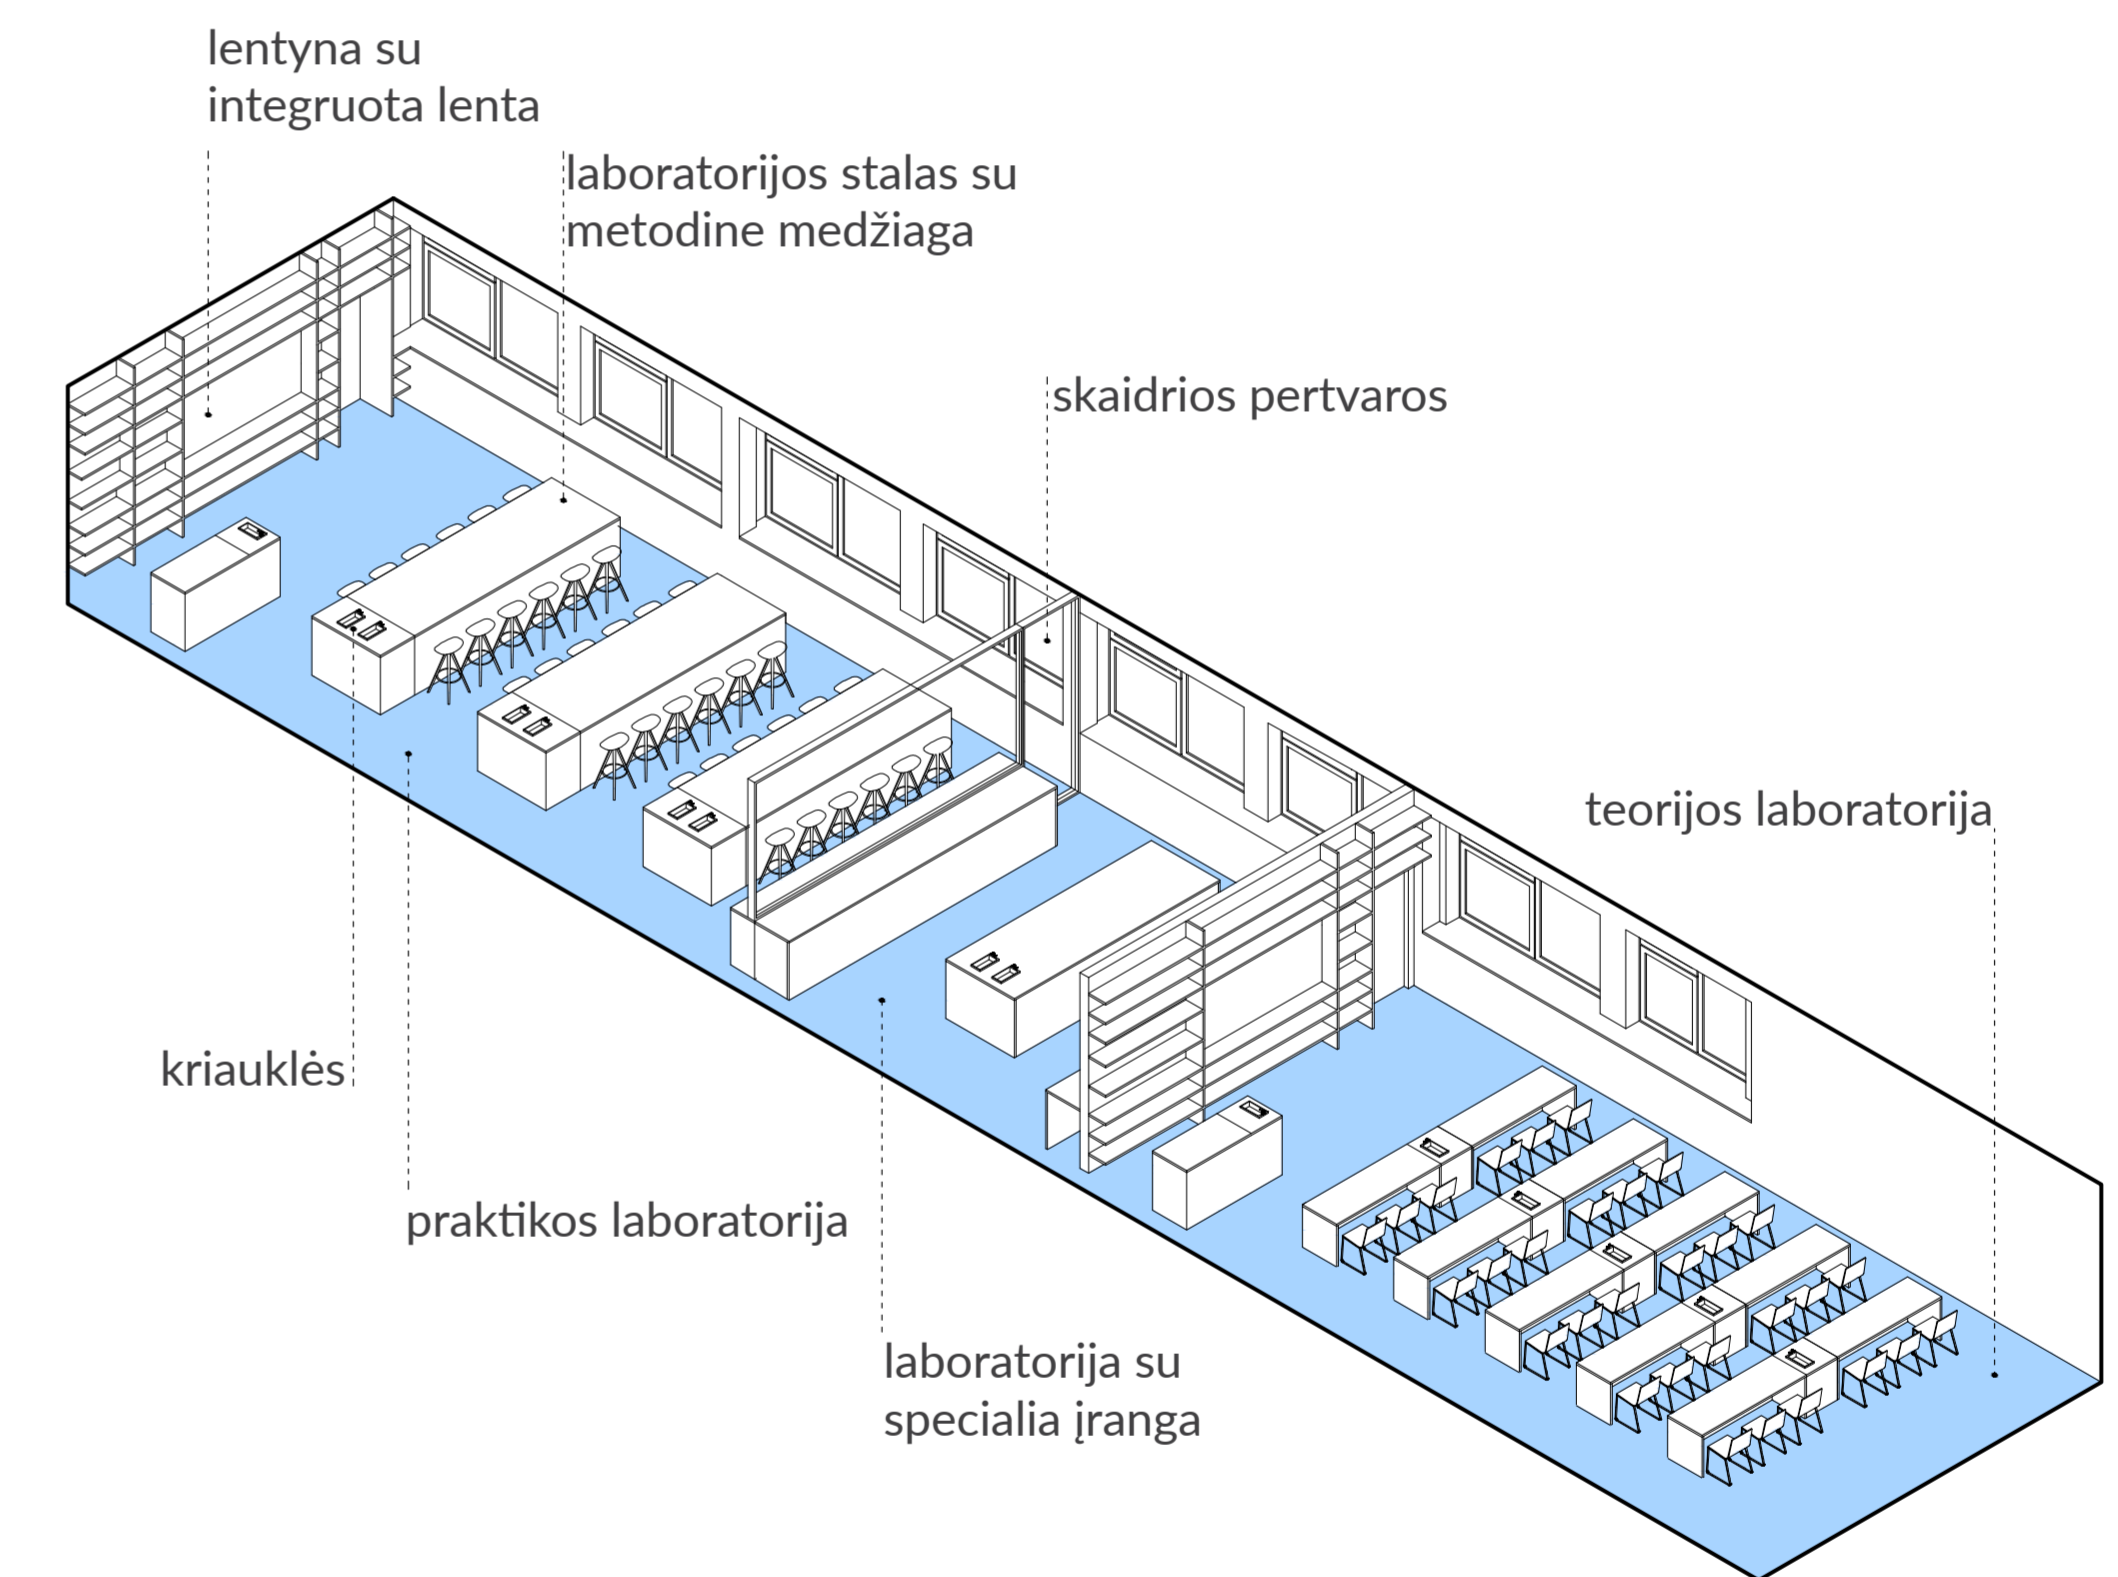 lentyna su
integruota lenta
laboratorijos stalas su
metodine medžiaga
skaidrios pertvaros
teorijos laboratorija
kriauklės
praktikos laboratorija
laboratorija su
specialia įranga